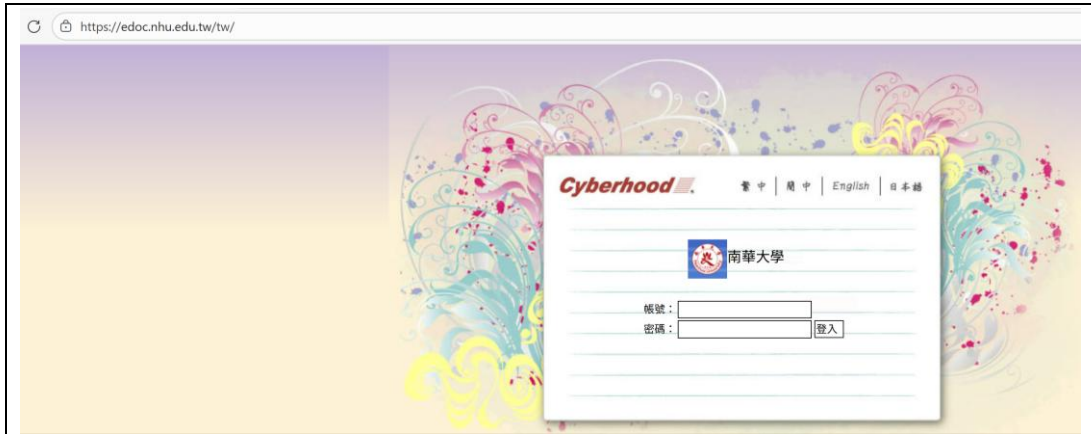 https://edoc.nhu.edu.tw/tw/
Cyberhood 繁中 | 簡中 | English | 日本語
南華大學
帳號：
密碼： 登入